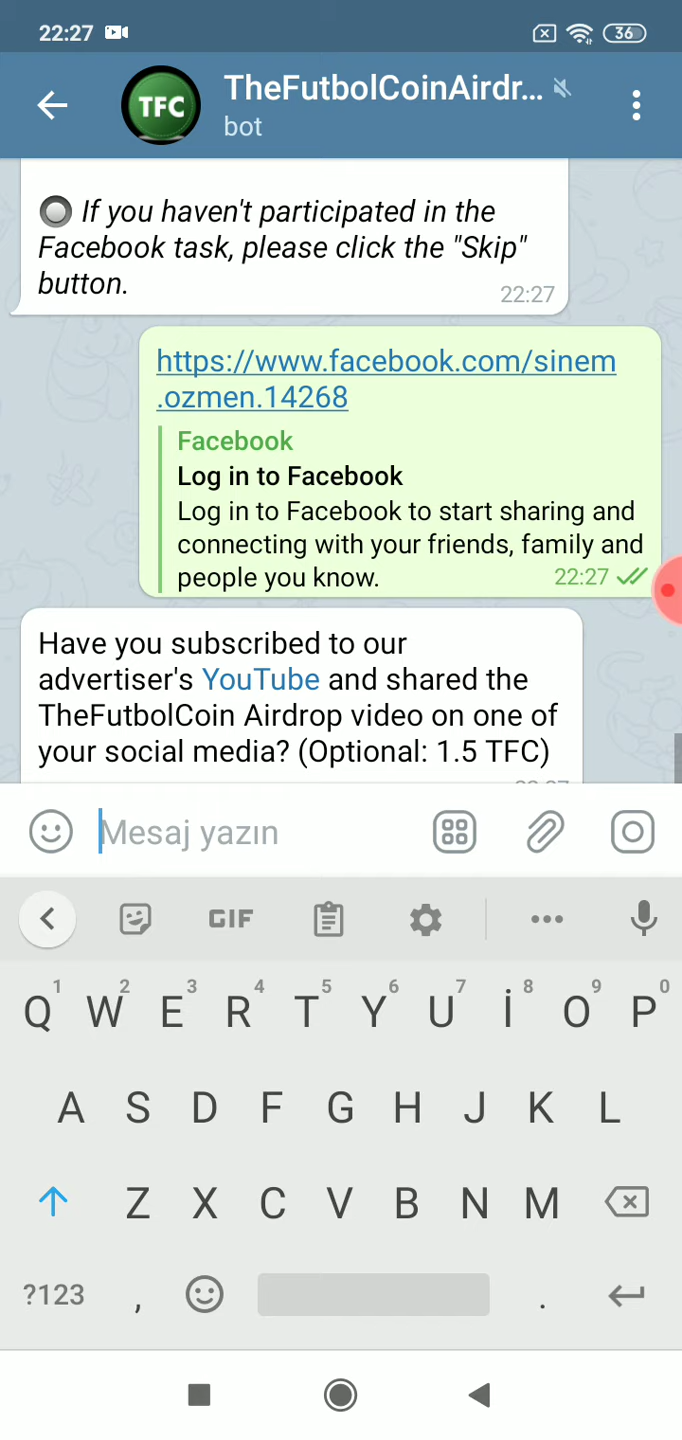 22:27
36
TFC
TheFutbolCoinAirdr...
bot
If you haven't participated in the
Facebook task, please click the "Skip"
button.
22:27
https://www.facebook.com/sinem
.ozmen.14268
Facebook
Log in to Facebook
Log in to Facebook to start sharing and
connecting with your friends, family and
people you know.
22:27
Have you subscribed to our
advertiser's YouTube and shared the
TheFutbolCoin Airdrop video on one of
your social media? (Optional: 1.5 TFC)
Mesaj yazın
GIF
1 2 3 4 5 6 7 8 9 0
Q W E R T Y U İ O P
A S D F G H J K L
Z X C V B N M
?123 , .